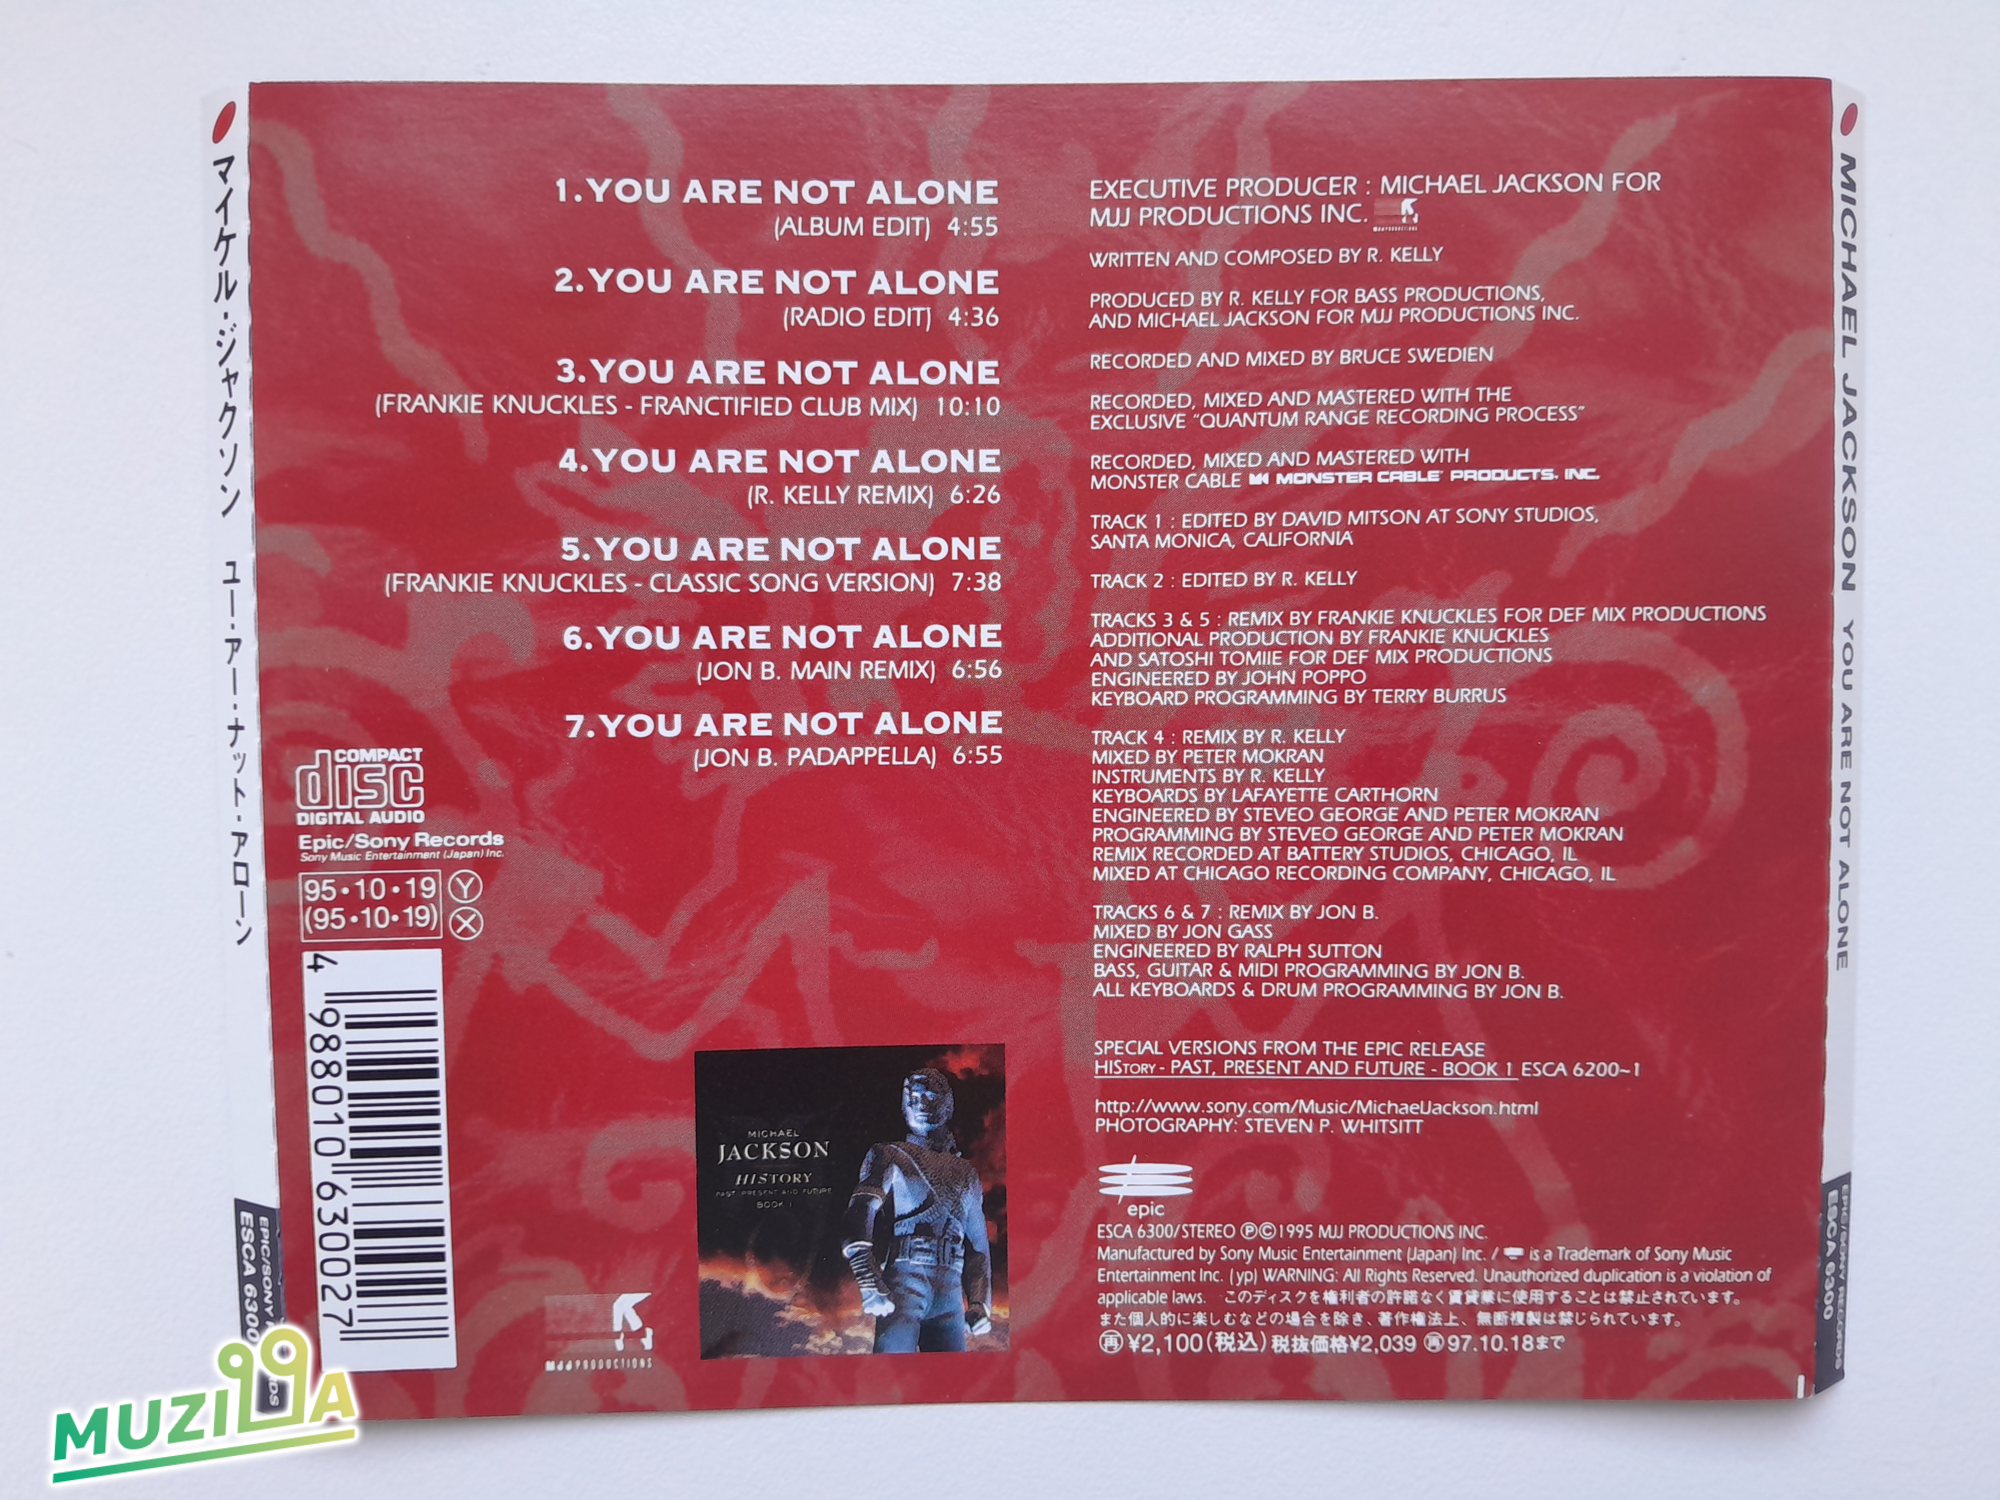 マイケル・ジャクソン ユー・アー・ナット・アローン
EPIC/SONY RECORDS
ESCA 6300
1.YOU ARE NOT ALONE
(ALBUM EDIT) 4:55
2.YOU ARE NOT ALONE
(RADIO EDIT) 4:36
3.YOU ARE NOT ALONE
(FRANKIE KNUCKLES - FRANCTIFIED CLUB MIX) 10:10
4.YOU ARE NOT ALONE
(R. KELLY REMIX) 6:26
5.YOU ARE NOT ALONE
(FRANKIE KNUCKLES - CLASSIC SONG VERSION) 7:38
6.YOU ARE NOT ALONE
(JON B. MAIN REMIX) 6:56
7.YOU ARE NOT ALONE
(JON B. PADAPPELLA) 6:55
COMPACT
disc
DIGITAL AUDIO
Epic/Sony Records
Sony Music Entertainment (Japan) Inc.
95・10・19 Ⓨ
(95・10・19) Ⓧ
4 988010 630027
MJJ PRODUCTIONS
MICHAEL
JACKSON
HISTORY
PAST, PRESENT AND FUTURE
BOOK I
EXECUTIVE PRODUCER : MICHAEL JACKSON FOR
MJJ PRODUCTIONS INC.
WRITTEN AND COMPOSED BY R. KELLY
PRODUCED BY R. KELLY FOR BASS PRODUCTIONS,
AND MICHAEL JACKSON FOR MJJ PRODUCTIONS INC.
RECORDED AND MIXED BY BRUCE SWEDIEN
RECORDED, MIXED AND MASTERED WITH THE
EXCLUSIVE "QUANTUM RANGE RECORDING PROCESS"
RECORDED, MIXED AND MASTERED WITH
MONSTER CABLE MONSTER CABLE PRODUCTS, INC.
TRACK 1 : EDITED BY DAVID MITSON AT SONY STUDIOS,
SANTA MONICA, CALIFORNIA
TRACK 2 : EDITED BY R. KELLY
TRACKS 3 & 5 : REMIX BY FRANKIE KNUCKLES FOR DEF MIX PRODUCTIONS
ADDITIONAL PRODUCTION BY FRANKIE KNUCKLES
AND SATOSHI TOMIIE FOR DEF MIX PRODUCTIONS
ENGINEERED BY JOHN POPPO
KEYBOARD PROGRAMMING BY TERRY BURRUS
TRACK 4 : REMIX BY R. KELLY
MIXED BY PETER MOKRAN
INSTRUMENTS BY R. KELLY
KEYBOARDS BY LAFAYETTE CARTHORN
ENGINEERED BY STEVEO GEORGE AND PETER MOKRAN
PROGRAMMING BY STEVEO GEORGE AND PETER MOKRAN
REMIX RECORDED AT BATTERY STUDIOS, CHICAGO, IL
MIXED AT CHICAGO RECORDING COMPANY, CHICAGO, IL
TRACKS 6 & 7 : REMIX BY JON B.
MIXED BY JON GASS
ENGINEERED BY RALPH SUTTON
BASS, GUITAR & MIDI PROGRAMMING BY JON B.
ALL KEYBOARDS & DRUM PROGRAMMING BY JON B.
SPECIAL VERSIONS FROM THE EPIC RELEASE
HISTORY - PAST, PRESENT AND FUTURE - BOOK 1 ESCA 6200~1
http://www.sony.com/Music/MichaelJackson.html
PHOTOGRAPHY: STEVEN P. WHITSITT
epic
ESCA 6300/STEREO ℗©1995 MJJ PRODUCTIONS INC.
Manufactured by Sony Music Entertainment (Japan) Inc. / is a Trademark of Sony Music
Entertainment Inc. (yp) WARNING: All Rights Reserved. Unauthorized duplication is a violation of
applicable laws. このディスクを権利者の許諾なく賃貸業に使用することは禁止されています。
また個人的に楽しむなどの場合を除き、著作権法上、無断複製は禁じられています。
再 ¥2,100(税込) 税抜価格¥2,039 再 97.10.18まで
MICHAEL JACKSON YOU ARE NOT ALONE
EPIC/SONY RECORDS
ESCA 6300
MUZILLA